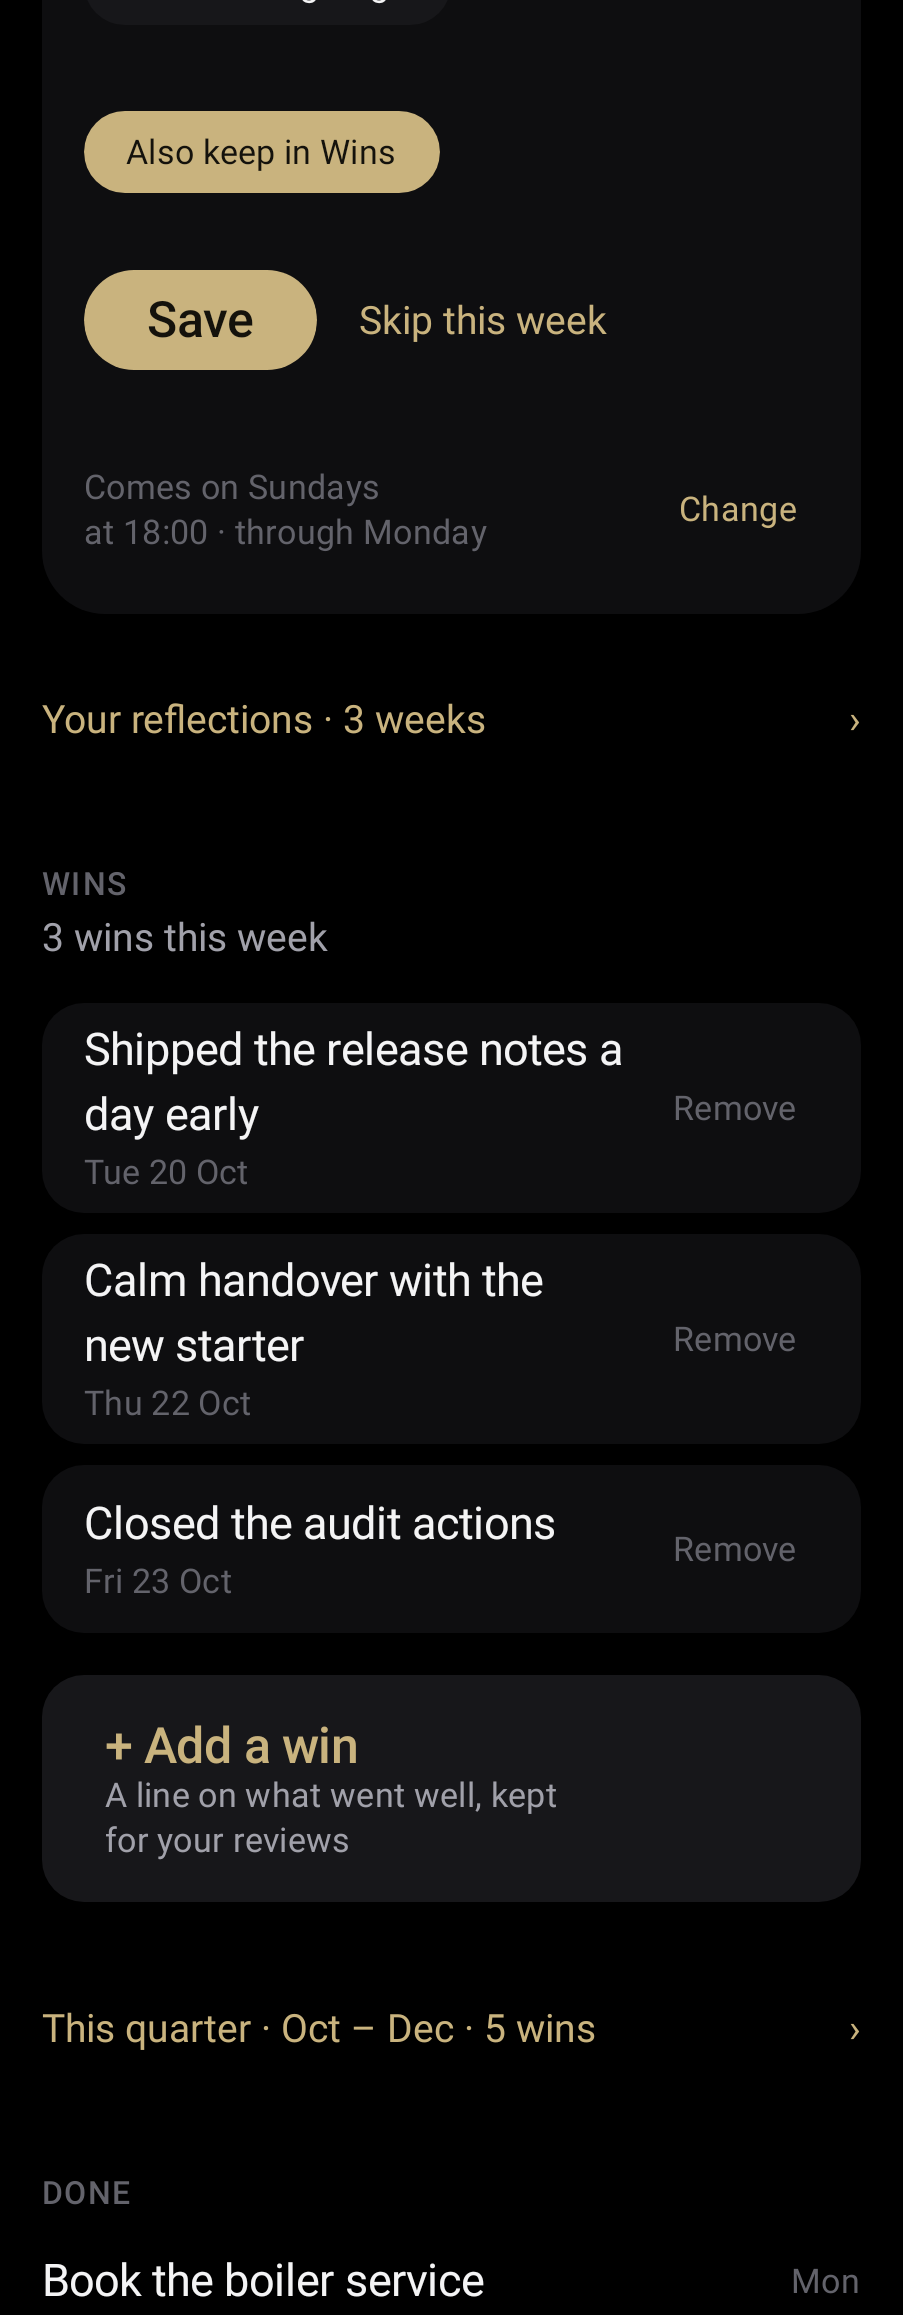 Also keep in Wins
Save
Skip this week
Comes on Sundays
at 18:00 · through Monday
Change
Your reflections · 3 weeks
›
WINS
3 wins this week
Shipped the release notes a
day early
Tue 20 Oct
Remove
Calm handover with the
new starter
Thu 22 Oct
Remove
Closed the audit actions
Fri 23 Oct
Remove
+ Add a win
A line on what went well, kept
for your reviews
This quarter · Oct – Dec · 5 wins
›
DONE
Book the boiler service
Mon